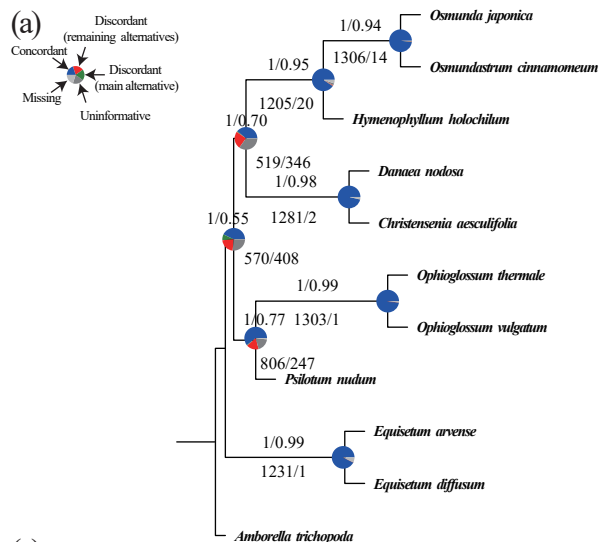 (a)
Concordant
Discordant
(remaining alternatives)
Discordant
(main alternative)
Missing
Uninformative
1/0.94
Osmunda japonica
1306/14
Osmundastrum cinnamomeum
1/0.95
1205/20
Hymenophyllum holochilum
1/0.70
519/346
1/0.98
Danaea nodosa
1281/2
Christensenia aesculifolia
1/0.55
570/408
1/0.99
Ophioglossum thermale
1303/1
Ophioglossum vulgatum
1/0.77
806/247
Psilotum nudum
1/0.99
Equisetum arvense
1231/1
Equisetum diffusum
Amborella trichopoda